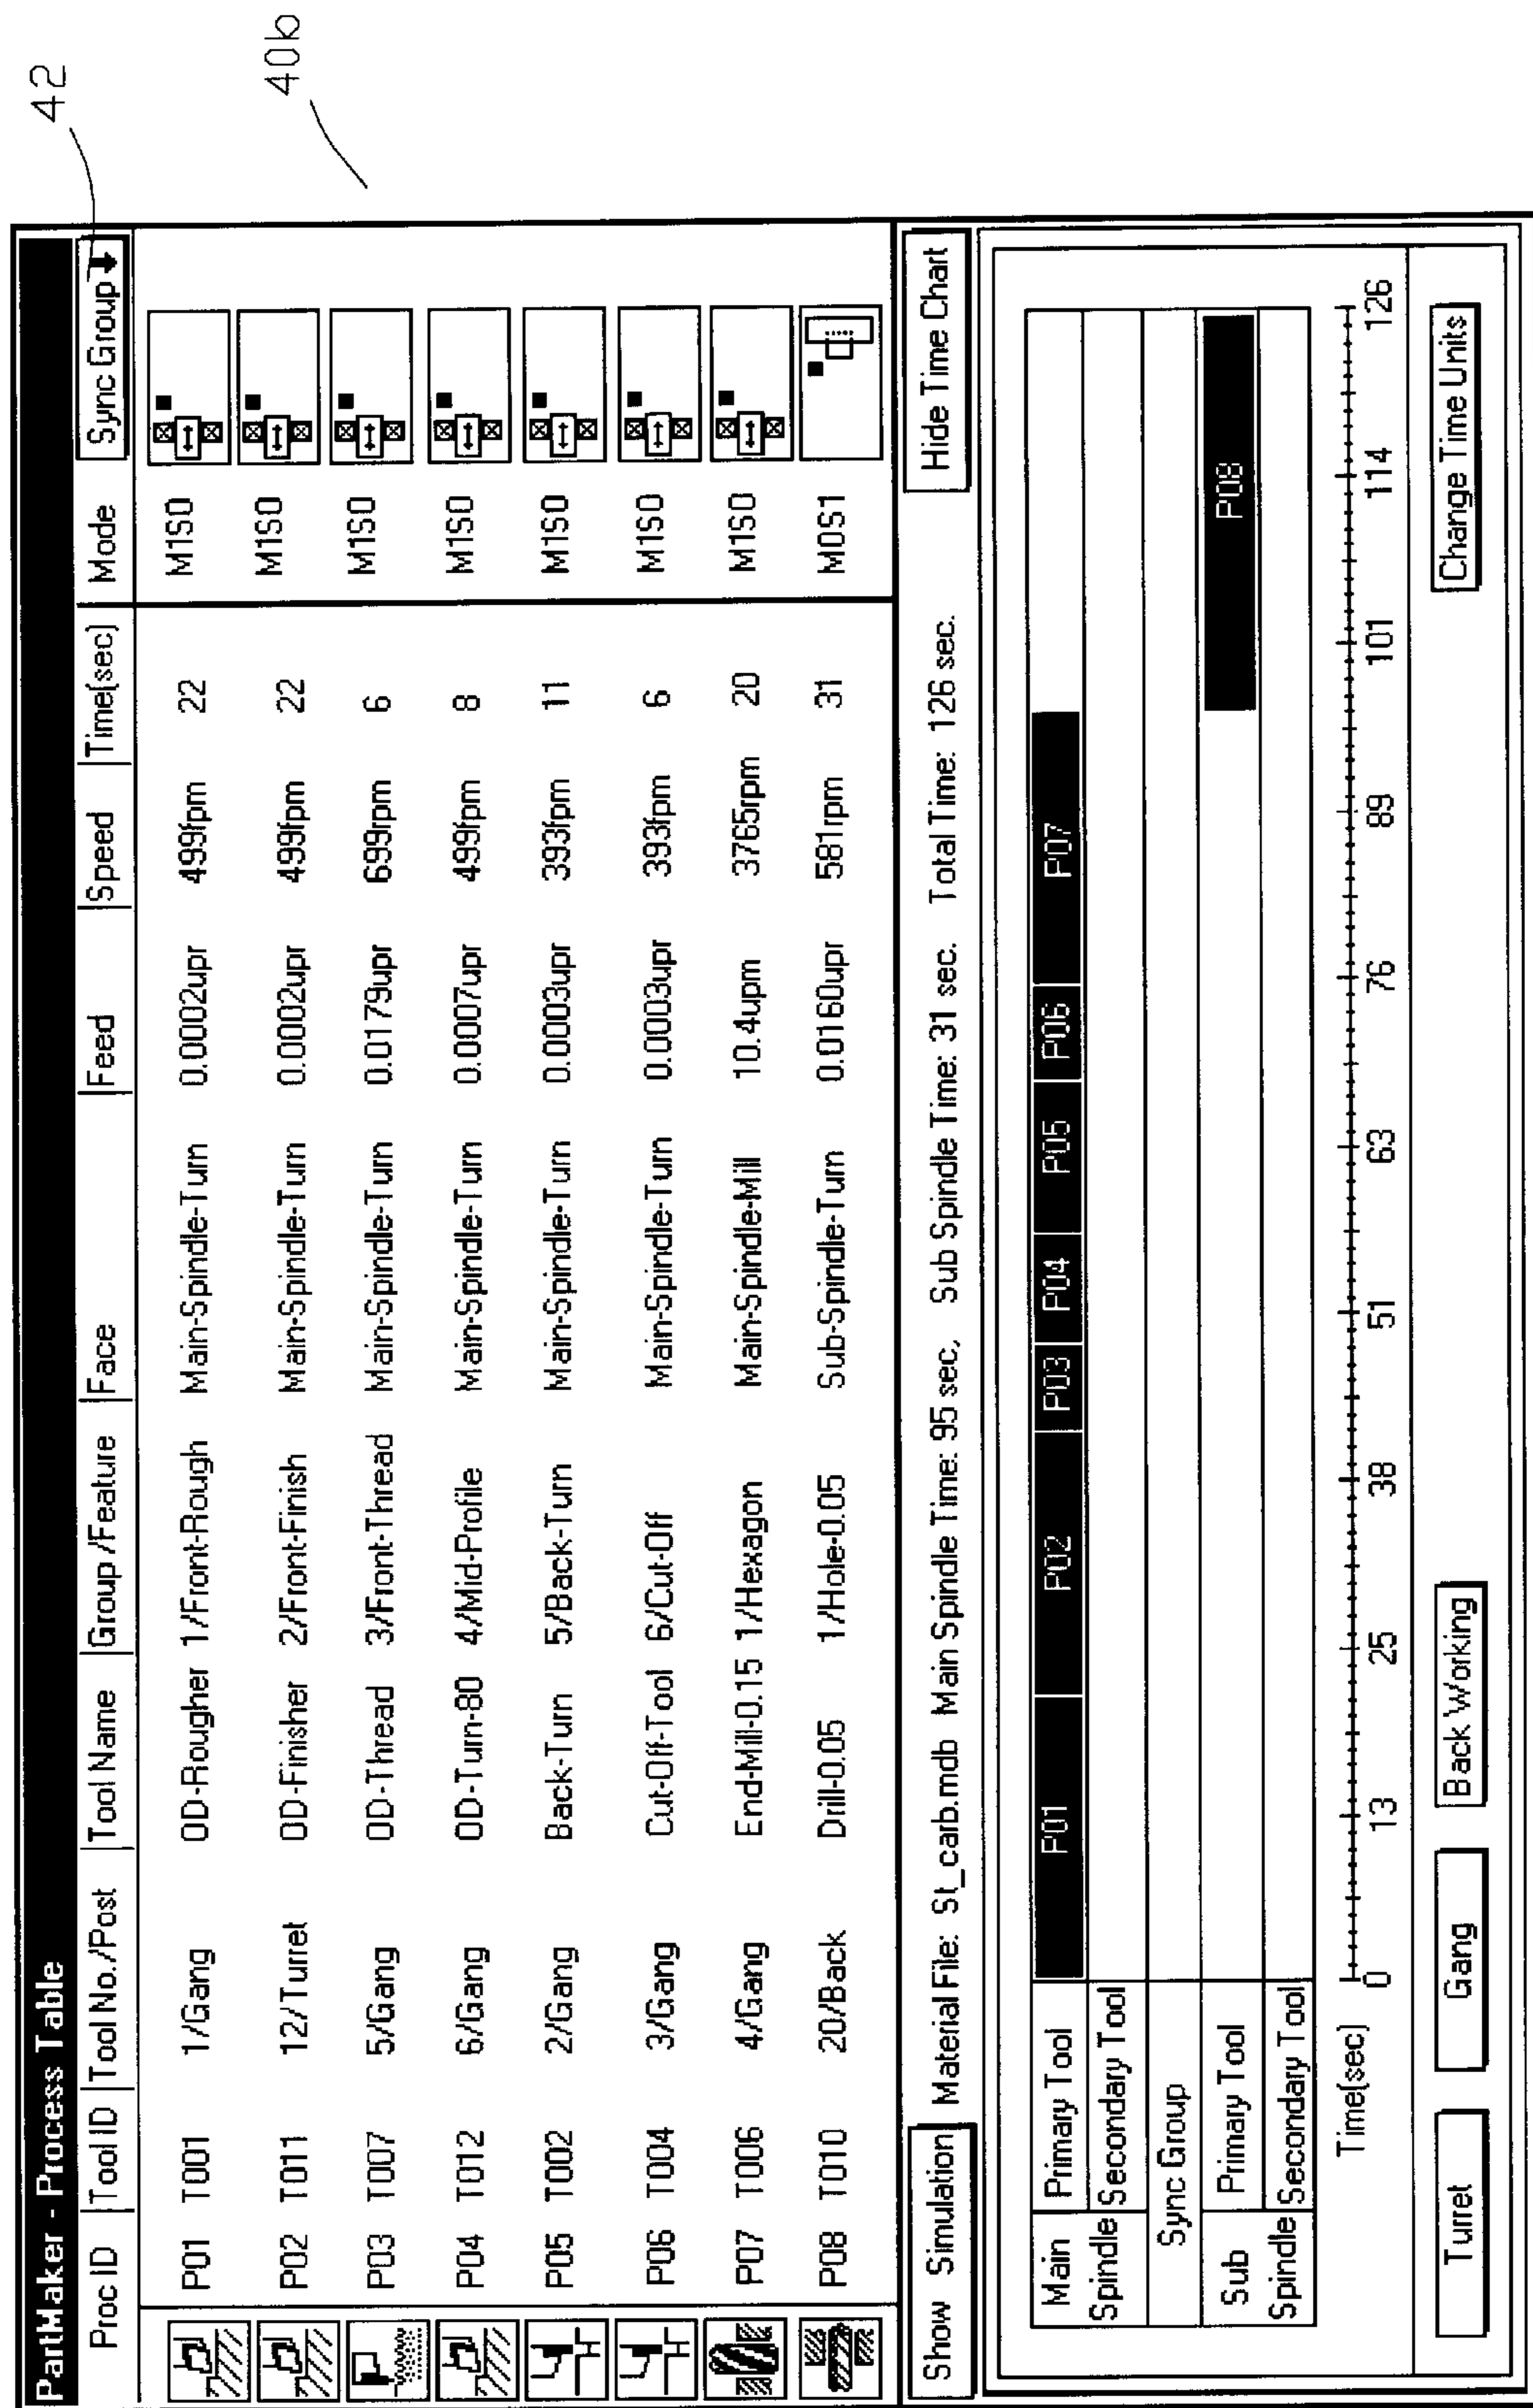 42
40b
PartMaker - Process Table
Proc ID Tool ID Tool No./Post Tool Name Group /Feature Face Feed Speed Time(sec) Mode Sync Group
P01 T001 1/Gang OD-Rougher 1/Front-Rough Main-Spindle-Turn 0.0002upr 499fpm 22 M1S0
P02 T011 12/Turret OD-Finisher 2/Front-Finish Main-Spindle-Turn 0.0002upr 499fpm 22 M1S0
P03 T007 5/Gang OD-Thread 3/Front-Thread Main-Spindle-Turn 0.0179upr 699fpm 6 M1S0
P04 T012 6/Gang OD-Turn-80 4/Mid-Profile Main-Spindle-Turn 0.0007upr 499fpm 8 M1S0
P05 T002 2/Gang Back-Turn 5/Back-Turn Main-Spindle-Turn 0.0003upr 393fpm 11 M1S0
P06 T004 3/Gang Cut-Off-Tool 6/Cut-Off Main-Spindle-Turn 0.0003upr 393fpm 6 M1S0
P07 T006 4/Gang End-Mill-0.15 1/Hexagon Main-Spindle-Mill 10.4upm 3765rpm 20 M1S0
P08 T010 20/Back Drill-0.05 1/Hole-0.05 Sub-Spindle-Turn 0.0160upr 581rpm 31 M0S1
Show Simulation Material File: St_carb.mdb Main Spindle Time: 95 sec, Sub Spindle Time: 31 sec. Total Time: 126 sec. Hide Time Chart
Main Spindle Primary Tool P01 P02 P03 P04 P05 P06 P07
Secondary Tool
Sync Group
Sub Spindle Primary Tool P08
Secondary Tool
Time(sec) 0 13 25 38 51 63 76 89 101 114 126
Turret Gang Back Working Change Time Units